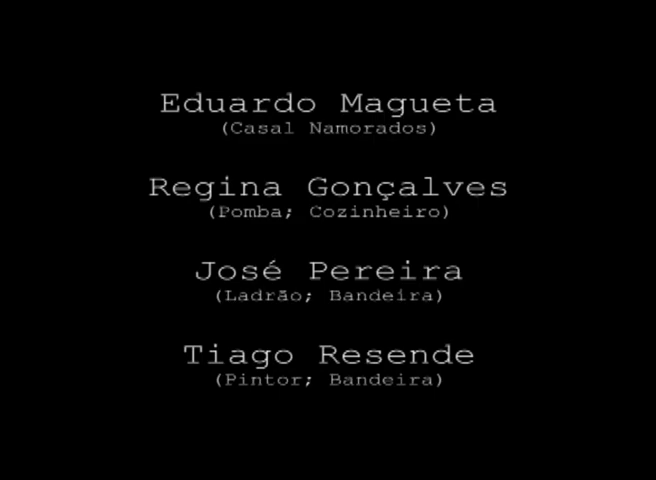 Eduardo Magueta
(Casal Namorados)
Regina Gonçalves
(Pomba; Cozinheiro)
José Pereira
(Ladrão; Bandeira)
Tiago Resende
(Pintor; Bandeira)